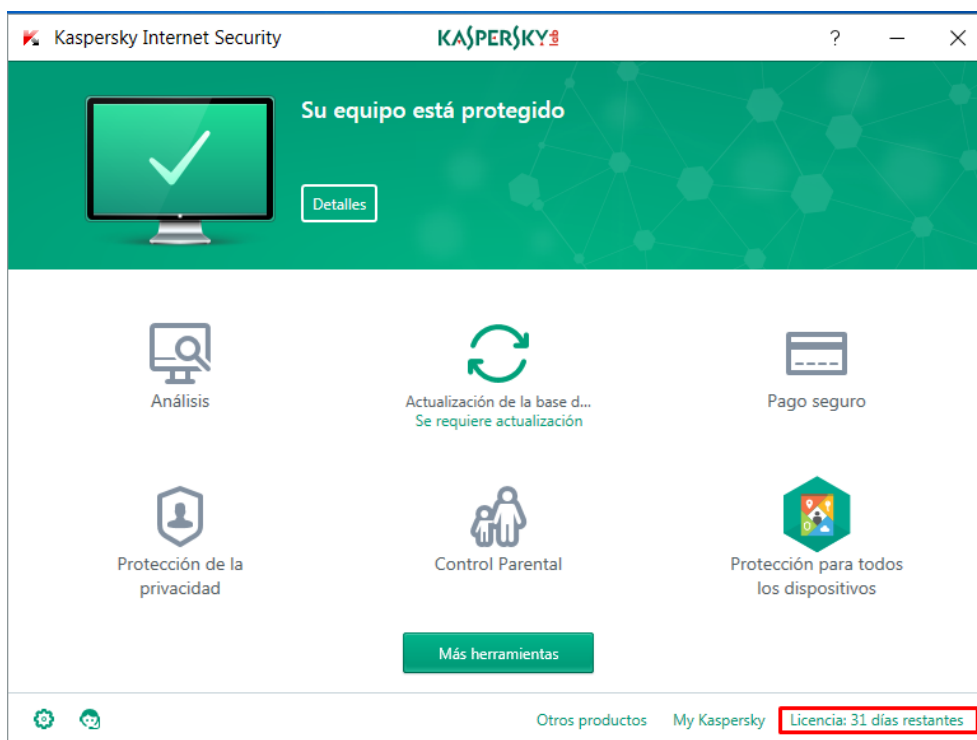 Kaspersky Internet Security
KASPERSKY
?
Su equipo está protegido
Detalles
Análisis
Actualización de la base d...
Se requiere actualización
Pago seguro
Protección de la
privacidad
Control Parental
Protección para todos
los dispositivos
Más herramientas
Otros productos
My Kaspersky
Licencia: 31 días restantes